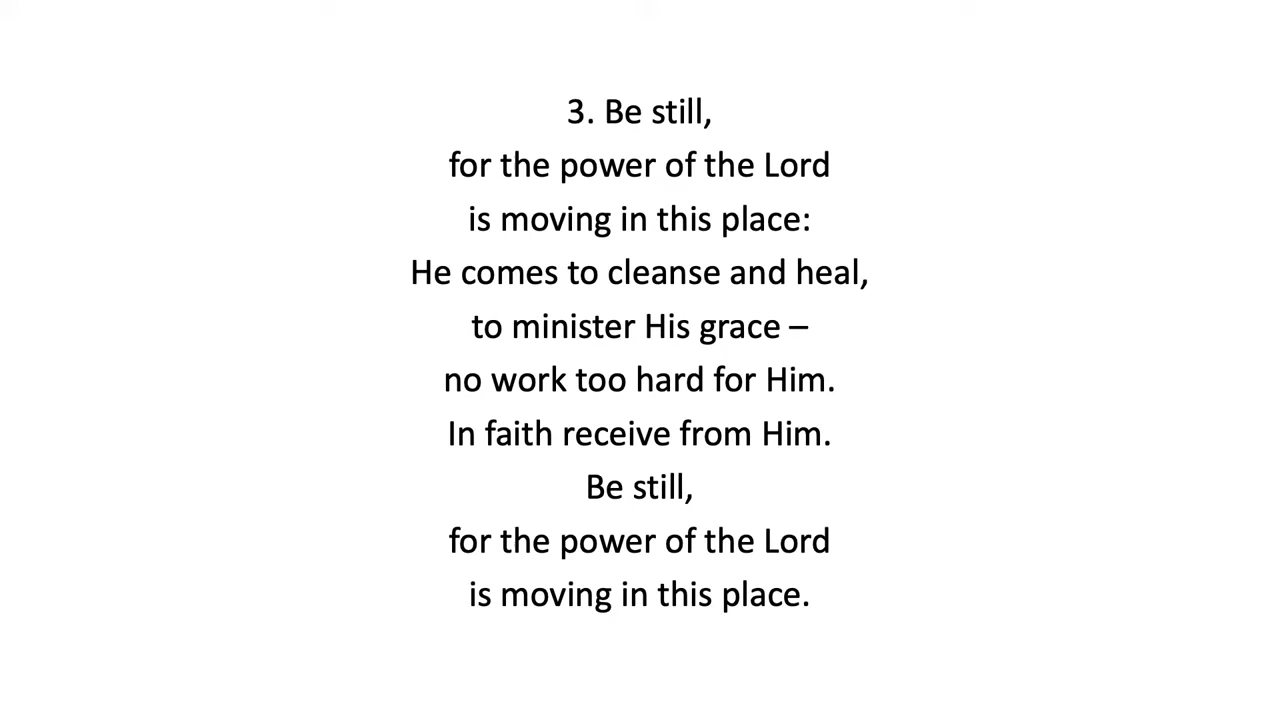 3. Be still,
for the power of the Lord
is moving in this place:
He comes to cleanse and heal,
to minister His grace –
no work too hard for Him.
In faith receive from Him.
Be still,
for the power of the Lord
is moving in this place.